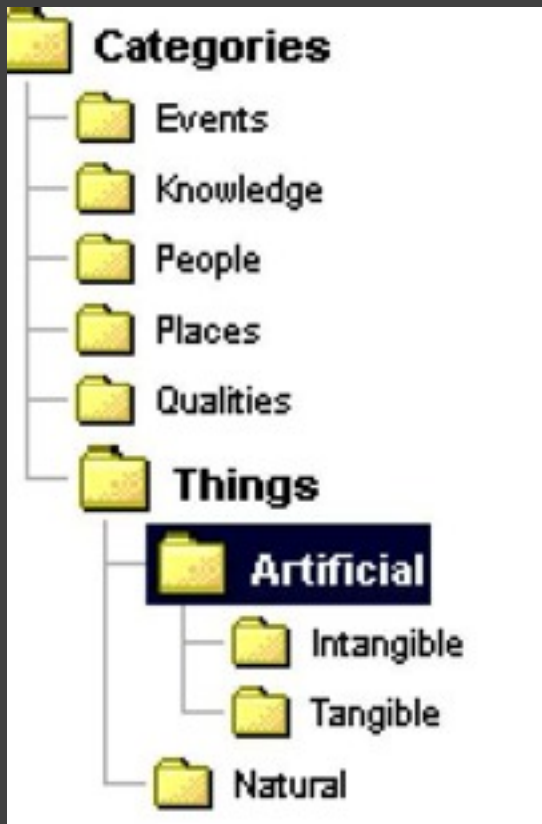 Categories
Events
Knowledge
People
Places
Qualities
Things
Artificial
Intangible
Tangible
Natural